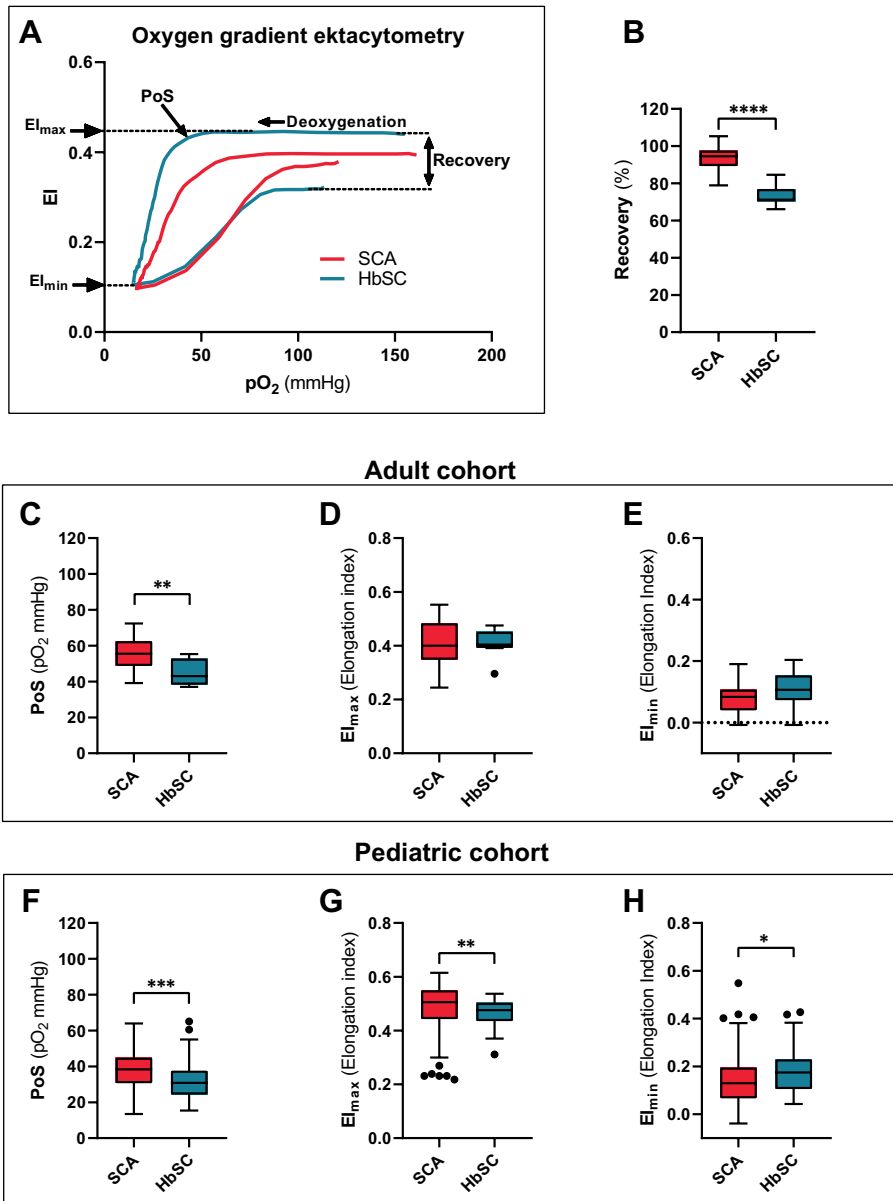 A
Oxygen gradient ektacytometry
0.6
0.4
0.2
0.0
EI
EImax
EImin
PoS
Deoxygenation
Recovery
SCA
HbSC
0
50
100
150
200
pO2 (mmHg)
B
120
100
80
60
40
20
0
Recovery (%)
****
SCA
HbSC
Adult cohort
C
120
100
80
60
40
20
0
PoS (pO2 mmHg)
**
SCA
HbSC
D
0.8
0.6
0.4
0.2
0.0
EImax (Elongation index)
SCA
HbSC
E
0.6
0.4
0.2
0.0
EImin (Elongation Index)
SCA
HbSC
Pediatric cohort
F
120
100
80
60
40
20
0
PoS (pO2 mmHg)
***
SCA
HbSC
G
0.8
0.6
0.4
0.2
0.0
EImax (Elongation index)
**
SCA
HbSC
H
0.8
0.6
0.4
0.2
0.0
EImin (Elongation Index)
*
SCA
HbSC